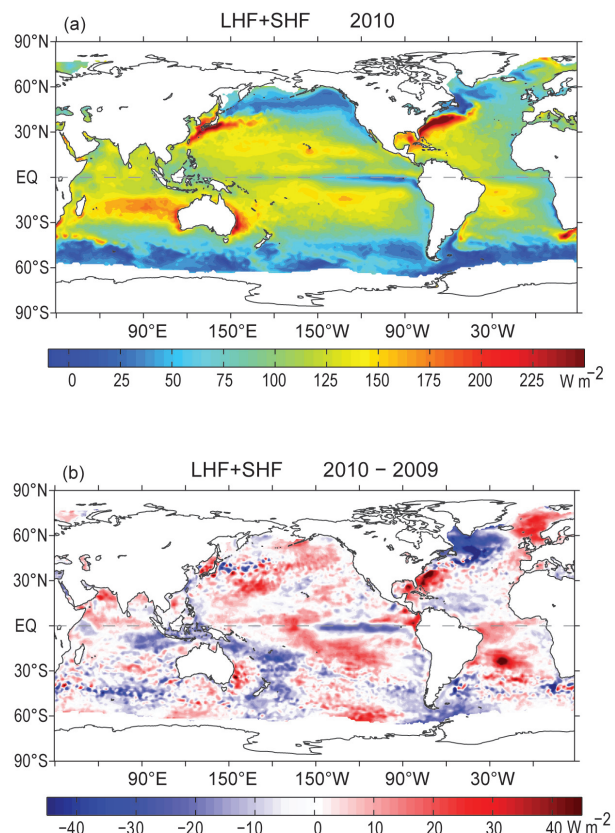 (a) LHF+SHF 2010
90°N
60°N
30°N
EQ
30°S
60°S
90°S
90°E 150°E 150°W 90°W 30°W
0 25 50 75 100 125 150 175 200 225 W m⁻²
(b) LHF+SHF 2010 − 2009
90°N
60°N
30°N
EQ
30°S
60°S
90°S
90°E 150°E 150°W 90°W 30°W
−40 −30 −20 −10 0 10 20 30 40 W m⁻²